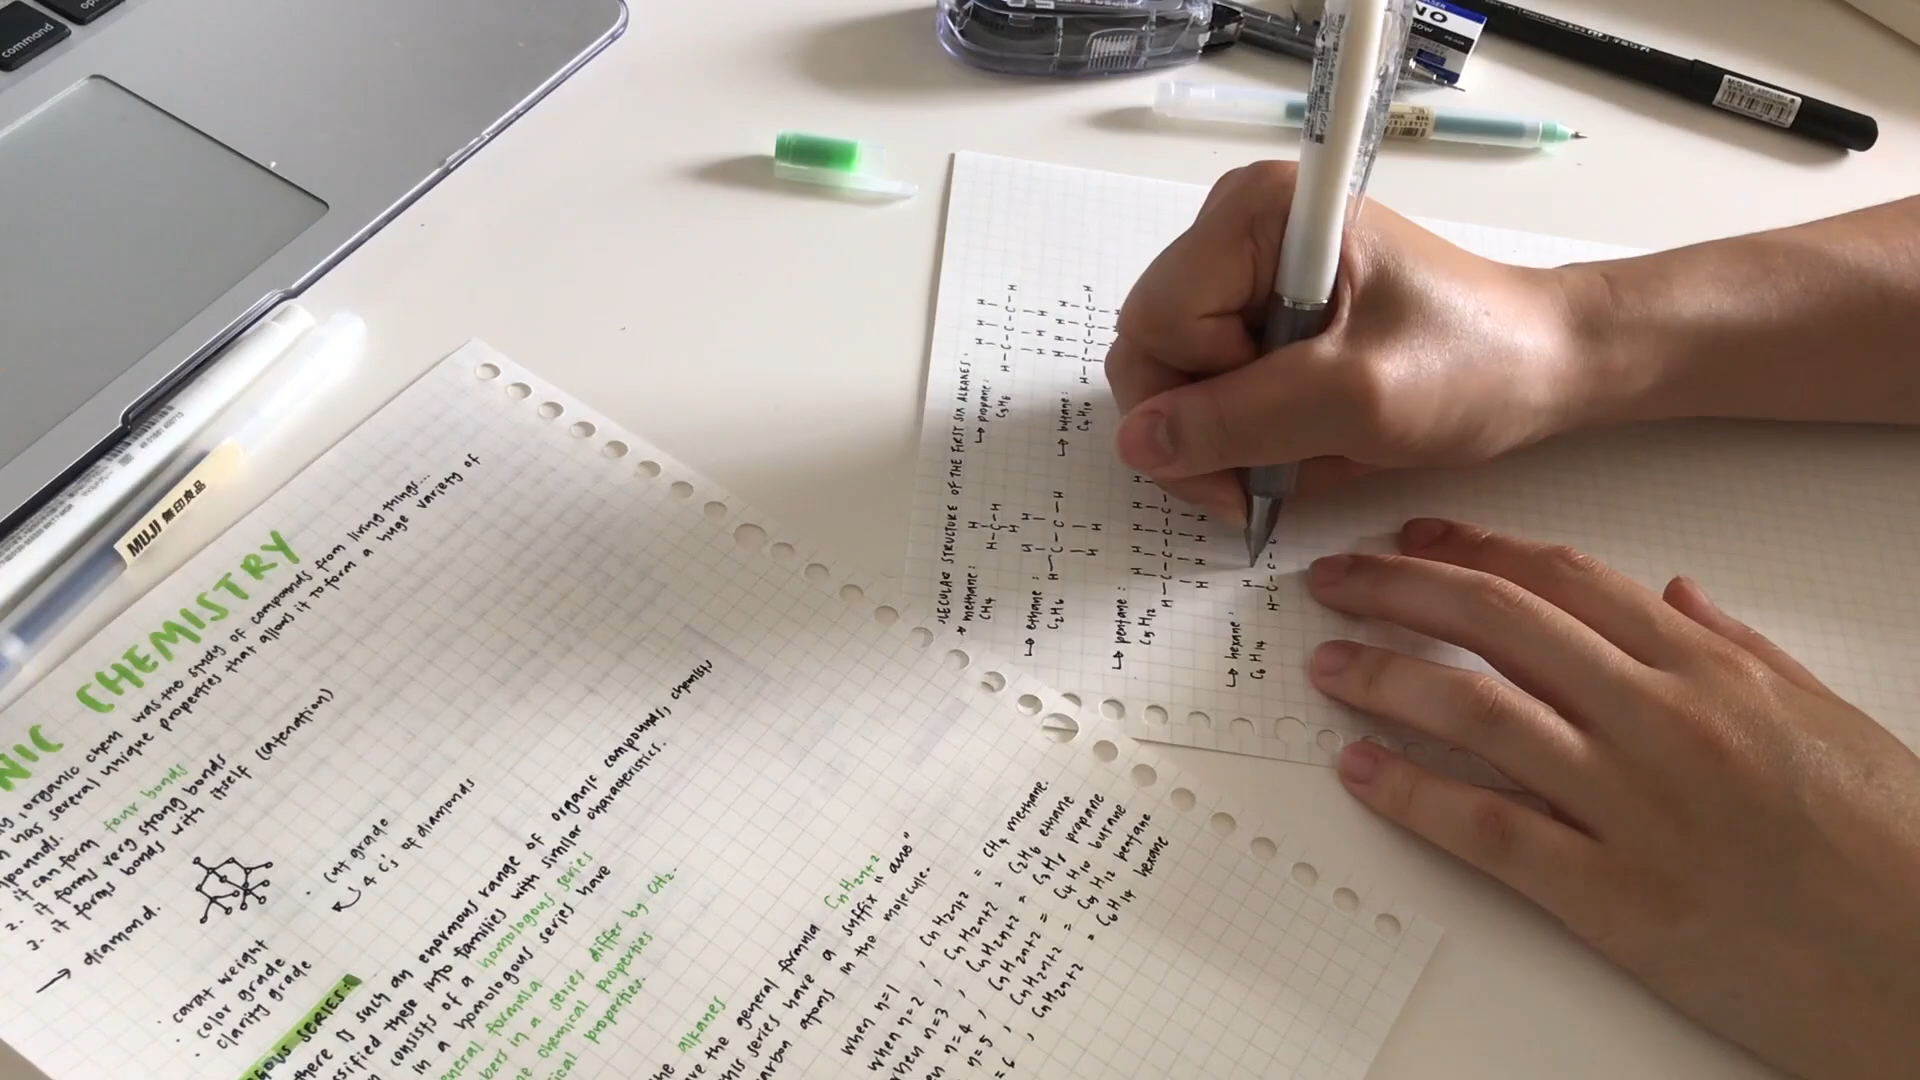 command
MUJI 無印良品
NIC CHEMISTRY
organic chem was the study of compounds from living things...
has several unique properties that allows it to form a huge variety of
it can form four bonds
2. it forms very strong bonds
3. it forms bonds with itself (catenation)
→ diamond.
· cut grade
4 C's of diamonds
· carat weight
· color grade
· clarity grade
SERIES:
there is such an enormous range of organic compounds, chemists
these into families with similar characteristics.
consists of a homologous series
in a homologous series have
formula
in a series differ by CH2.
chemical properties
properties.
alkanes
the general formula CnH2n+2
this series have a suffix "ane"
atoms in the molecule.
when n=1 , CnH2n+2 = CH4 methane.
when n=2 , CnH2n+2 = C2H6 ethane
when n=3 , CnH2n+2 = C3H8 propane
n=4 , CnH2n+2 = C4H10 butane
n=5 , CnH2n+2 = C5H12 pentane
=6 , CnH2n+2 = C6H14 hexane
STRUCTURE OF THE FIRST SIX ALKANES.
methane:
CH4
↳ ethane:
C2H6
↳ propane:
C3H8
↳ butane:
C4H10
↳ pentane:
C5H12
↳ hexane:
C6H14